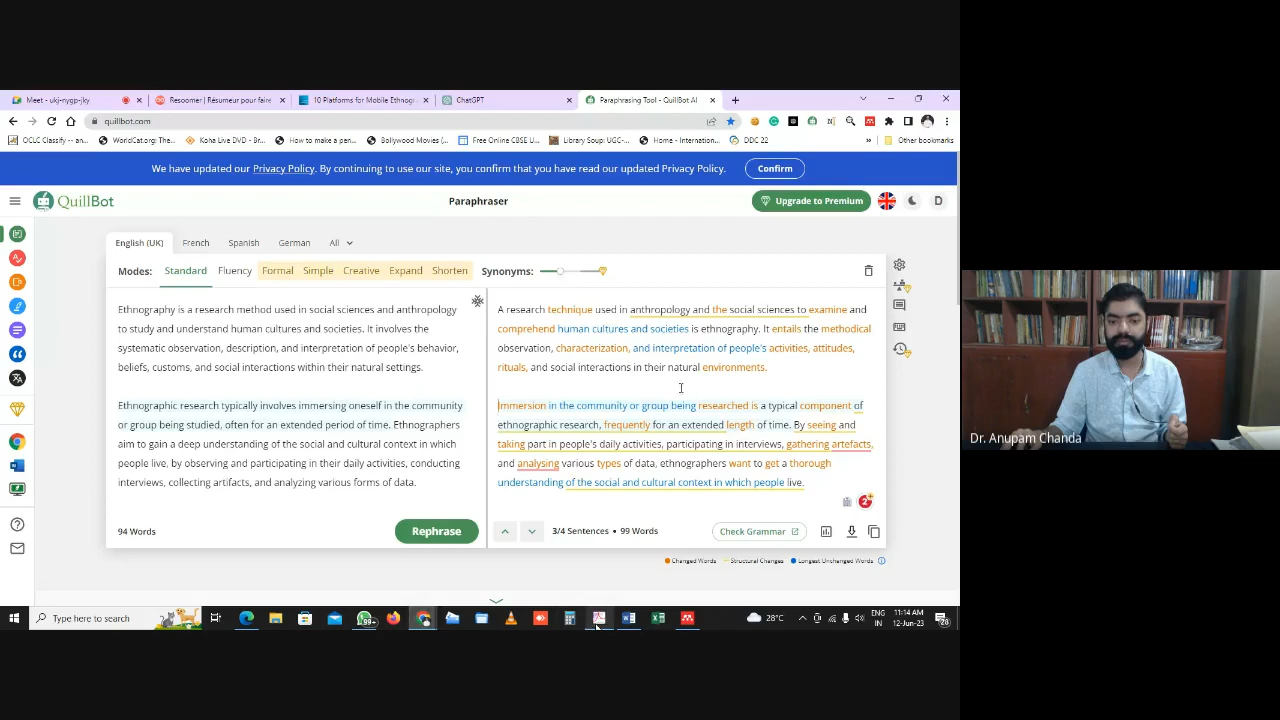 Meet - ukj-nygp-jky
Resoomer | Résumeur pour faire
10 Platforms for Mobile Ethnogr
ChatGPT
Paraphrasing Tool - QuillBot AI
quillbot.com
OCLC Classify -- an...
WorldCat.org: The...
Koha Live DVD - Br...
How to make a pen...
Bollywood Movies (...
Free Online CBSE U...
Library Soup: UGC-...
Home - Internation...
DDC 22
Other bookmarks
We have updated our Privacy Policy. By continuing to use our site, you confirm that you have read our updated Privacy Policy.
Confirm
QuillBot
Paraphraser
Upgrade to Premium
D
English (UK)
French
Spanish
German
All
Modes:
Standard
Fluency
Formal
Simple
Creative
Expand
Shorten
Synonyms:
Ethnography is a research method used in social sciences and anthropology
to study and understand human cultures and societies. It involves the
systematic observation, description, and interpretation of people's behavior,
beliefs, customs, and social interactions within their natural settings.
Ethnographic research typically involves immersing oneself in the community
or group being studied, often for an extended period of time. Ethnographers
aim to gain a deep understanding of the social and cultural context in which
people live, by observing and participating in their daily activities, conducting
interviews, collecting artifacts, and analyzing various forms of data.
94 Words
Rephrase
A research technique used in anthropology and the social sciences to examine and
comprehend human cultures and societies is ethnography. It entails the methodical
observation, characterization, and interpretation of people's activities, attitudes,
rituals, and social interactions in their natural environments.
Immersion in the community or group being researched is a typical component of
ethnographic research, frequently for an extended length of time. By seeing and
taking part in people's daily activities, participating in interviews, gathering artefacts,
and analysing various types of data, ethnographers want to get a thorough
understanding of the social and cultural context in which people live.
2
3/4 Sentences • 99 Words
Check Grammar
Changed Words
Structural Changes
Longest Unchanged Words
Dr. Anupam Chanda
Type here to search
99+
28°C
ENG
IN
11:14 AM
12-Jun-23
28